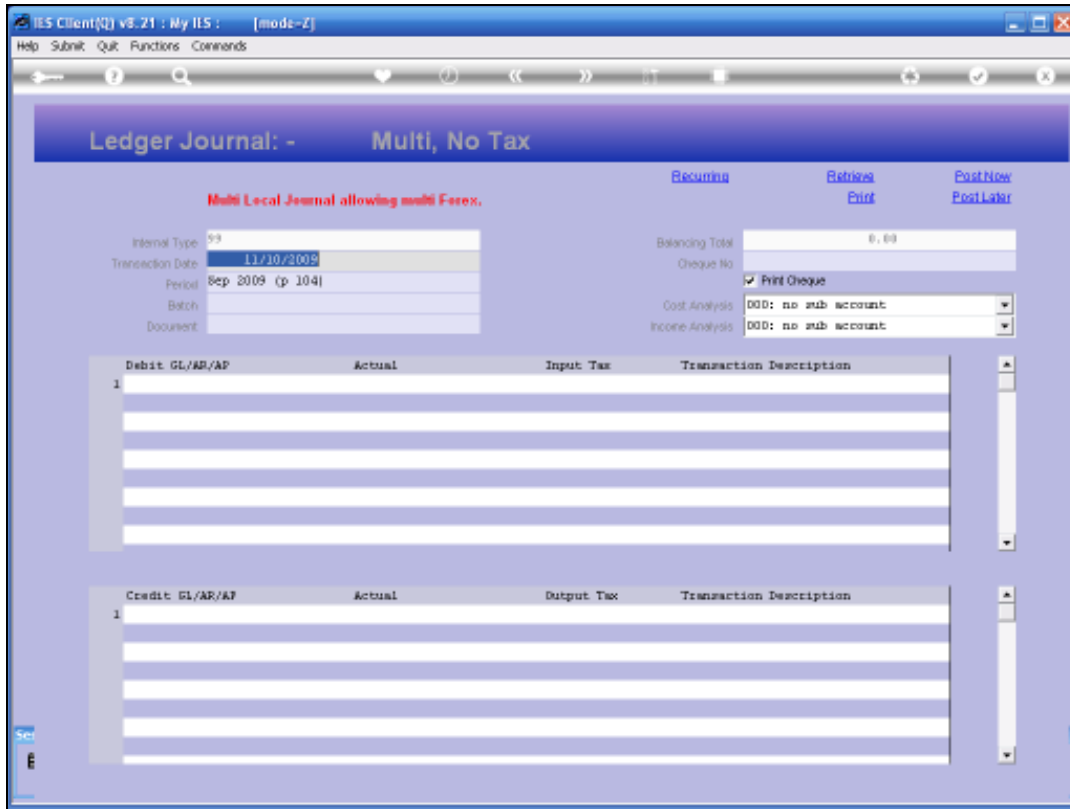 IES Client(Q) v8.21 : My IES : [mode-Z]
Help Submit Quit Functions Commands
Ledger Journal: - Multi, No Tax
Recurring Retrieve Post Now
Multi Local Journal allowing multi Forex. Print Post Later
Internal Type 99 Balancing Total 0.00
Transaction Date 11/10/2009 Cheque No
Period Sep 2009 (p 104) Print Cheque
Batch Cost Analysis 000: no sub account
Document Income Analysis 000: no sub account
Debit GL/AR/AP Actual Input Tax Transaction Description
1
Credit GL/AR/AP Actual Output Tax Transaction Description
1